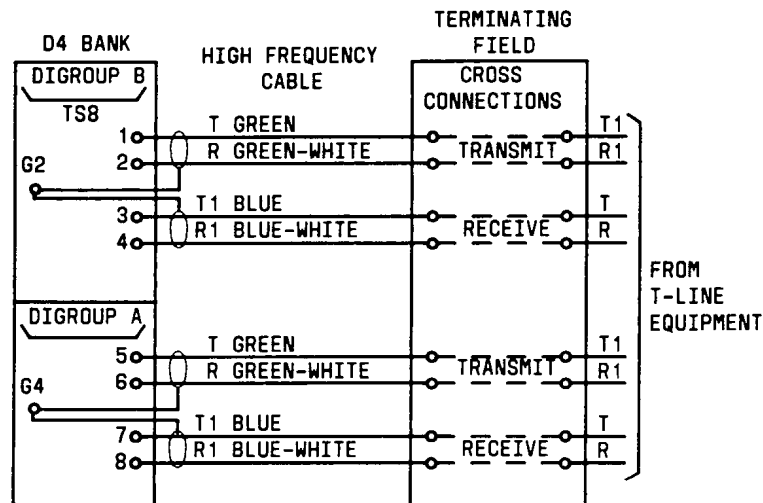 D4 BANK
HIGH FREQUENCY
CABLE
TERMINATING
FIELD
DIGROUP B
TS8
CROSS
CONNECTIONS
1 T GREEN T1
2 R GREEN-WHITE TRANSMIT R1
G2
3 T1 BLUE T
4 R1 BLUE-WHITE RECEIVE R
FROM
T-LINE
EQUIPMENT
DIGROUP A
5 T GREEN T1
6 R GREEN-WHITE TRANSMIT R1
G4
7 T1 BLUE T
8 R1 BLUE-WHITE RECEIVE R